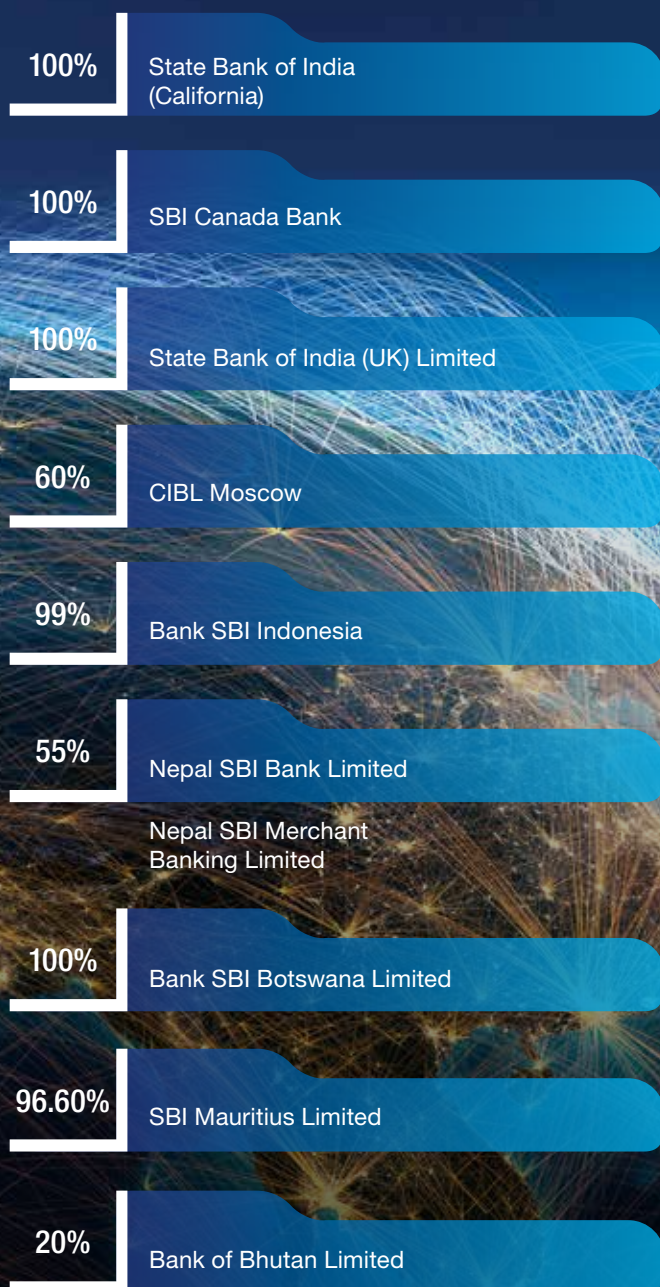 100%
State Bank of India
(California)
100%
SBI Canada Bank
100%
State Bank of India (UK) Limited
60%
CIBL Moscow
99%
Bank SBI Indonesia
55%
Nepal SBI Bank Limited
Nepal SBI Merchant
Banking Limited
100%
Bank SBI Botswana Limited
96.60%
SBI Mauritius Limited
20%
Bank of Bhutan Limited